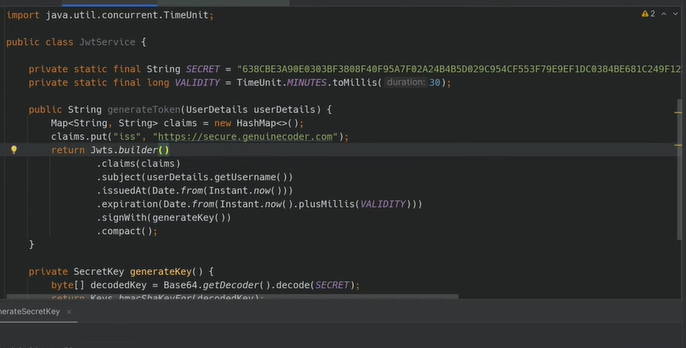 import java.util.concurrent.TimeUnit;
2
public class JwtService {
private static final String SECRET = "638CBE3A90E0303BF3808F40F95A7F02A24B4B5D029C954CF553F79E9EF1DC0384BE681C249F12
private static final long VALIDITY = TimeUnit.MINUTES.toMillis( duration: 30);
public String generateToken(UserDetails userDetails) {
Map<String, String> claims = new HashMap<>();
claims.put("iss", "https://secure.genuinecoder.com");
return Jwts.builder()
.claims(claims)
.subject(userDetails.getUsername())
.issuedAt(Date.from(Instant.now()))
.expiration(Date.from(Instant.now().plusMillis(VALIDITY)))
.signWith(generateKey())
.compact();
}
private SecretKey generateKey() {
byte[] decodedKey = Base64.getDecoder().decode(SECRET);
return Keys.hmacShaKeyFor(decodedKey);
nerateSecretKey ×